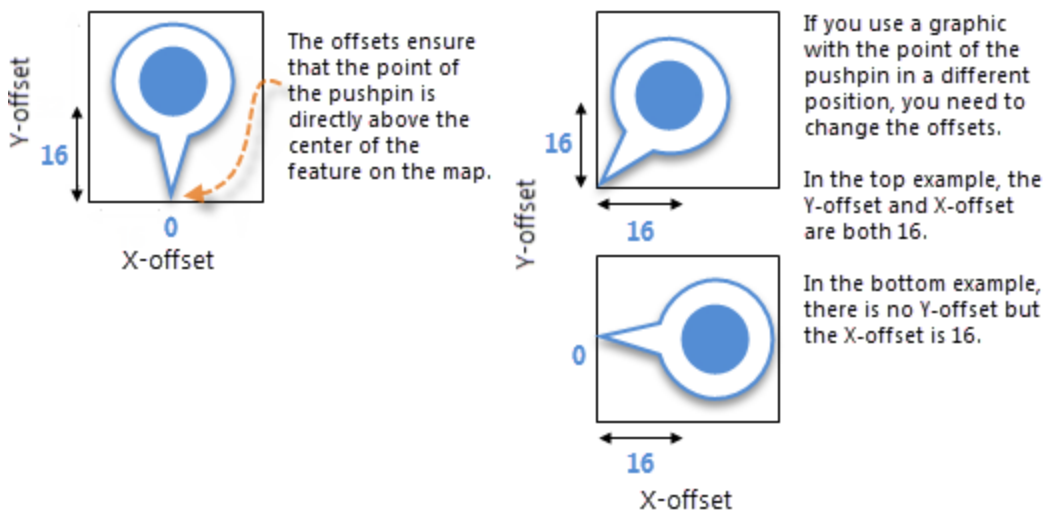 Y-offset
16
0
X-offset
The offsets ensure
that the point of
the pushpin is
directly above the
center of the
feature on the map.
Y-offset
16
16
0
16
X-offset
If you use a graphic
with the point of the
pushpin in a different
position, you need to
change the offsets.
In the top example, the
Y-offset and X-offset
are both 16.
In the bottom example,
there is no Y-offset but
the X-offset is 16.